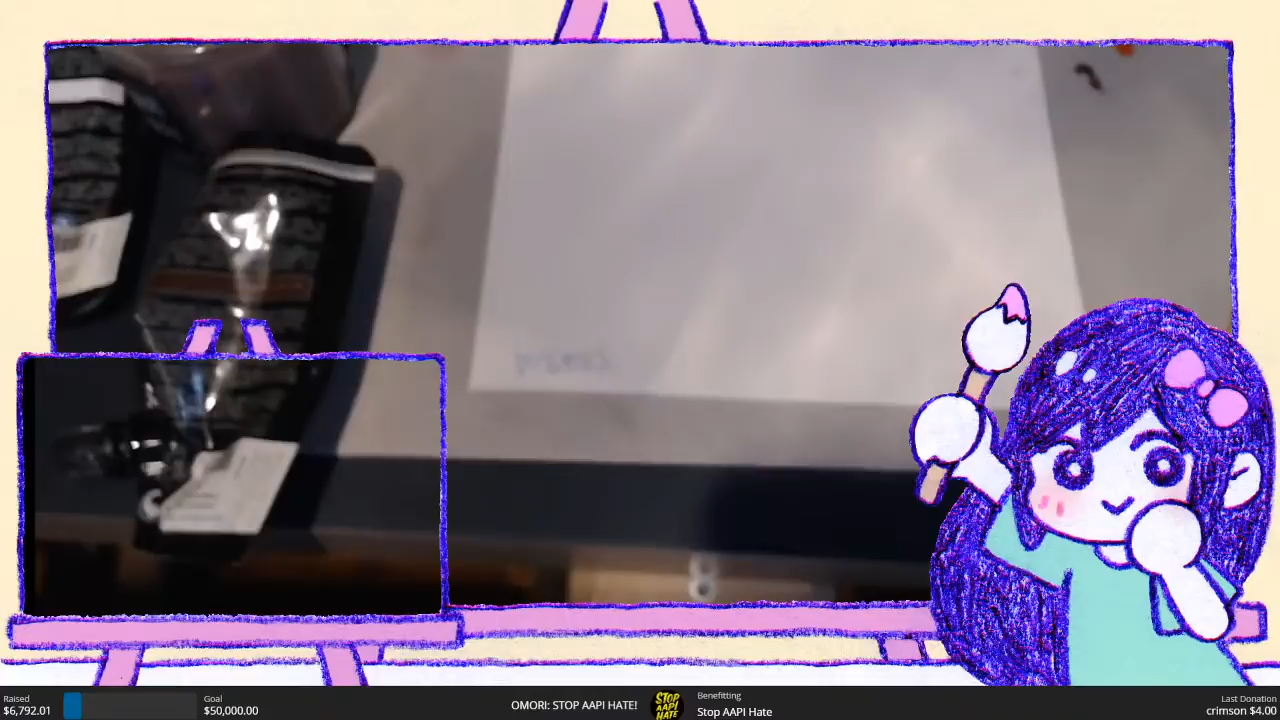 Raised
$6,792.01
Goal
$50,000.00
OMORI: STOP AAPI HATE!
STOP
AAPI
HATE
Benefitting
Stop AAPI Hate
Last Donation
crimson $4.00